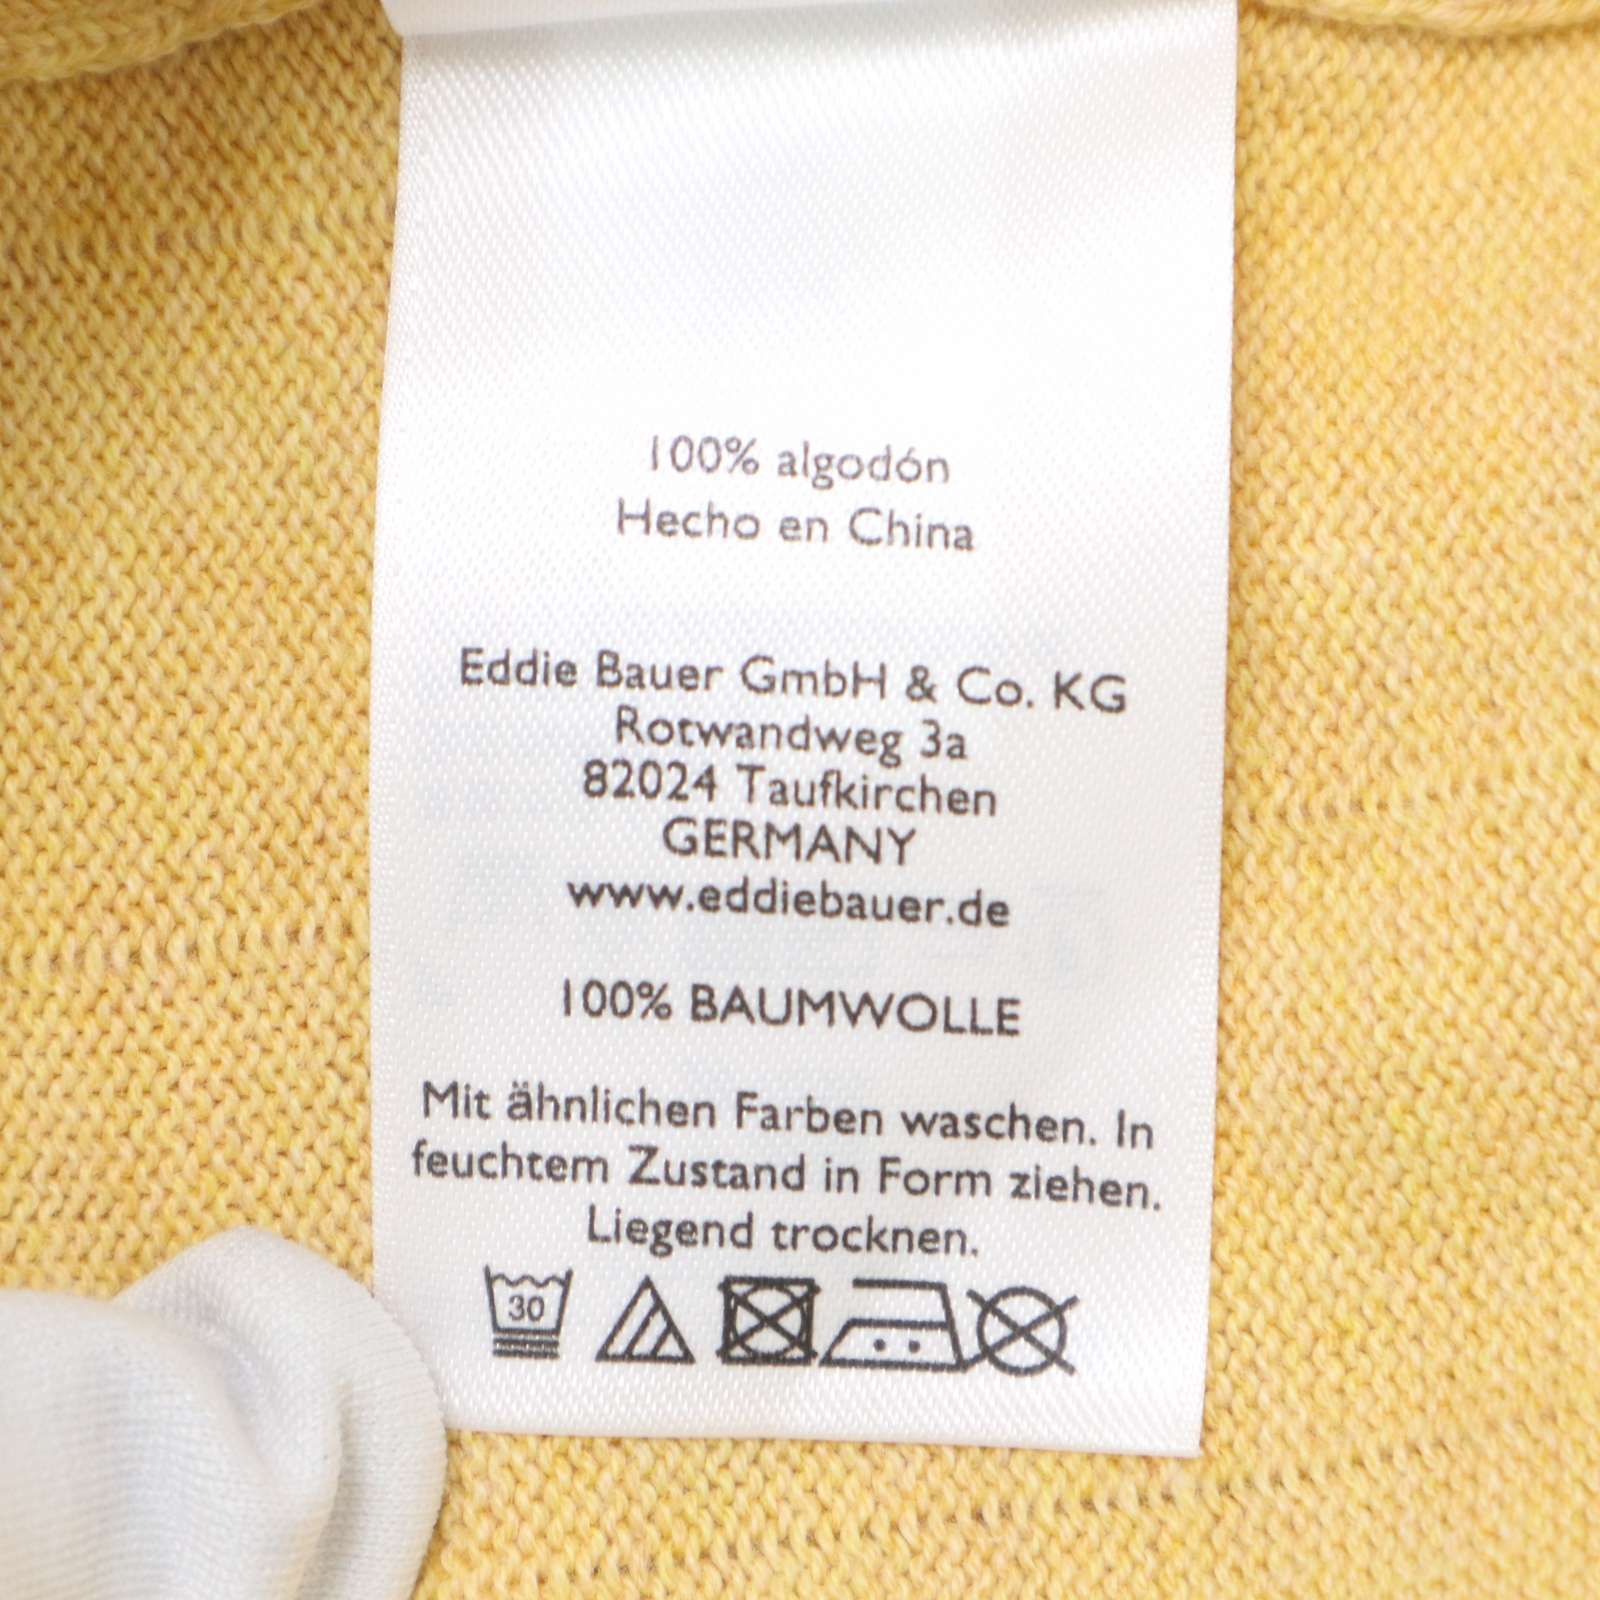 100% algodón
Hecho en China
Eddie Bauer GmbH & Co. KG
Rotwandweg 3a
82024 Taufkirchen
GERMANY
www.eddiebauer.de
100% BAUMWOLLE
Mit ähnlichen Farben waschen. In
feuchtem Zustand in Form ziehen.
Liegend trocknen.
30